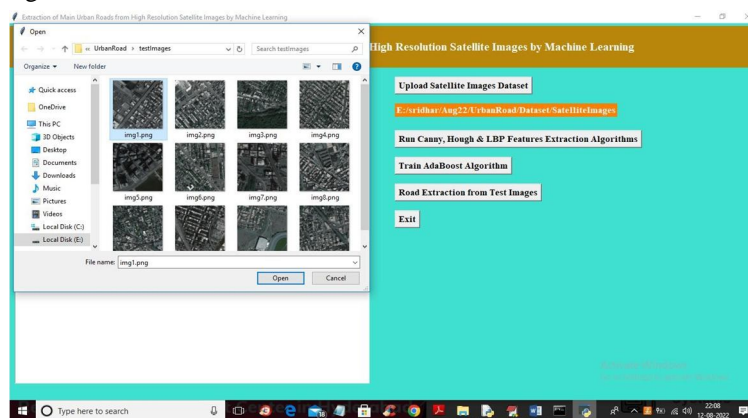 Extraction of Main Urban Roads from High Resolution Satellite Images by Machine Learning
Open
« UrbanRoad › testImages
Search testImages
Organize New folder
Quick access
OneDrive
This PC
3D Objects
Desktop
Documents
Downloads
Music
Pictures
Videos
Local Disk (C:)
Local Disk (E:)
img1.png img2.png img3.png img4.png
img5.png img6.png img7.png img8.png
File name: img1.png
Open Cancel
High Resolution Satellite Images by Machine Learning
Upload Satellite Images Dataset
E:/sridhar/Aug22/UrbanRoad/Dataset/SatelliteImages
Run Canny, Hough & LBP Features Extraction Algorithms
Train AdaBoost Algorithm
Road Extraction from Test Images
Exit
Type here to search
22:08
12-08-2022